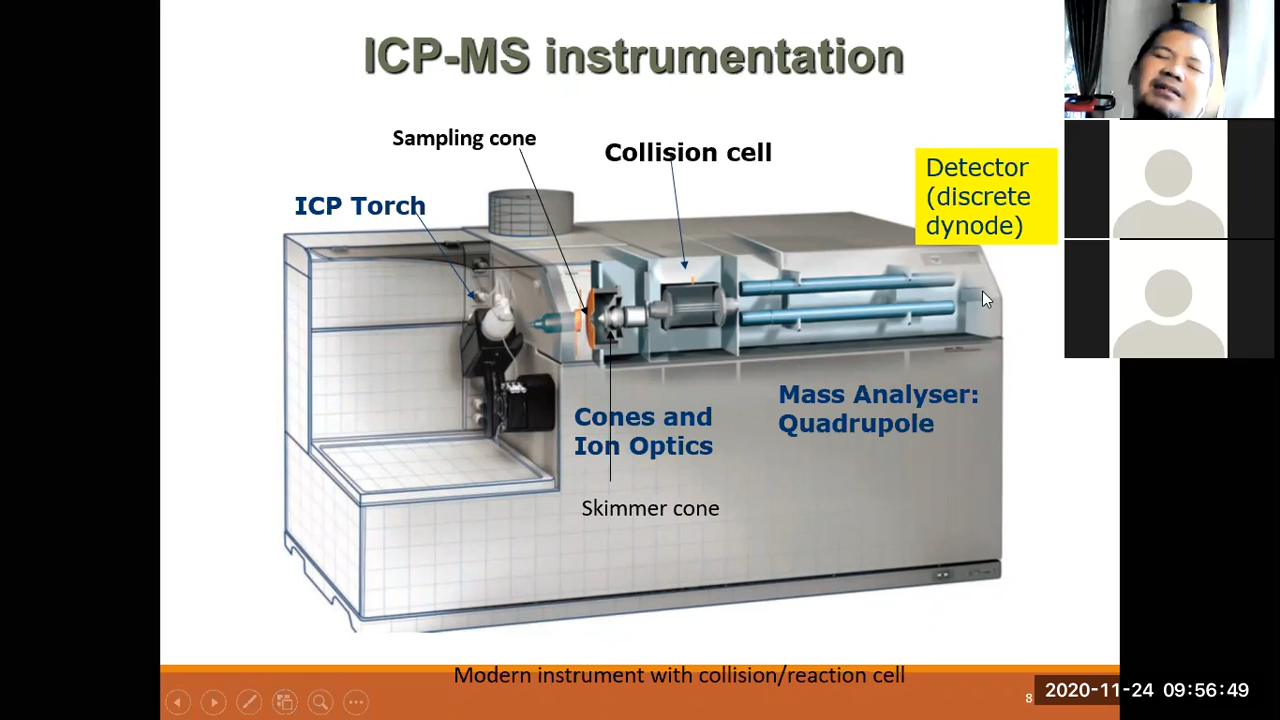 ICP-MS instrumentation
Sampling cone
Collision cell
Detector
(discrete
dynode)
ICP Torch
Mass Analyser:
Quadrupole
Cones and
Ion Optics
Skimmer cone
Modern instrument with collision/reaction cell
8
2020-11-24 09:56:49